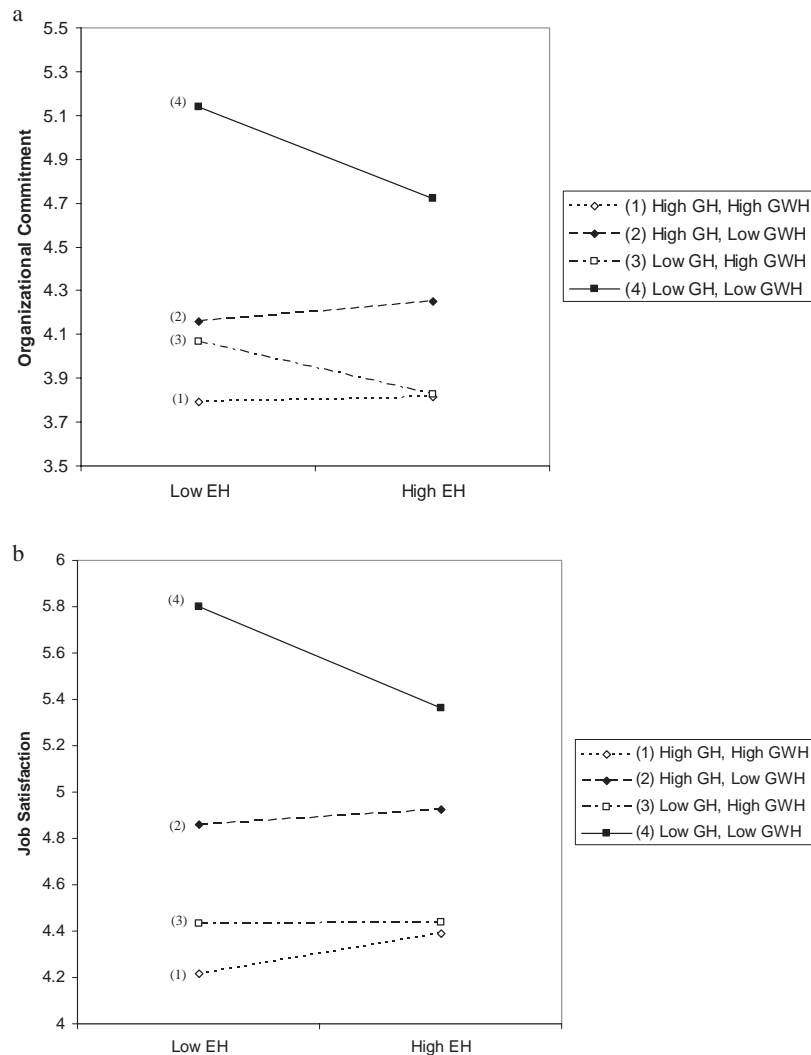 a
5.5
5.3
5.1
4.9
4.7
4.5
4.3
4.1
3.9
3.7
3.5
Organizational Commitment
(4)
(2)
(3)
(1)
Low EH
High EH
(1) High GH, High GWH
(2) High GH, Low GWH
(3) Low GH, High GWH
(4) Low GH, Low GWH
b
6
5.8
5.6
5.4
5.2
5
4.8
4.6
4.4
4.2
4
Job Satisfaction
(4)
(2)
(3)
(1)
Low EH
High EH
(1) High GH, High GWH
(2) High GH, Low GWH
(3) Low GH, High GWH
(4) Low GH, Low GWH